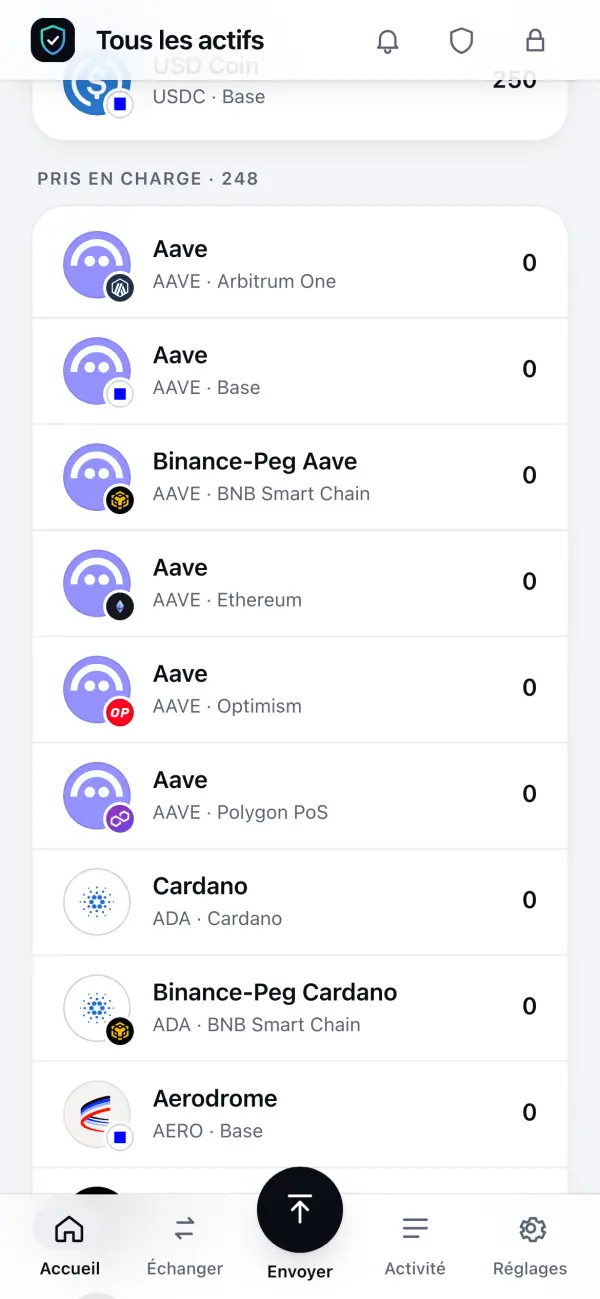 Tous les actifs
USD Coin
250
USDC · Base
PRIS EN CHARGE · 248
Aave
0
AAVE · Arbitrum One
Aave
0
AAVE · Base
Binance-Peg Aave
0
AAVE · BNB Smart Chain
Aave
0
AAVE · Ethereum
Aave
0
OP
AAVE · Optimism
Aave
0
AAVE · Polygon PoS
Cardano
0
ADA · Cardano
Binance-Peg Cardano
0
ADA · BNB Smart Chain
Aerodrome
0
AERO · Base
Accueil
Échanger
Envoyer
Activité
Réglages